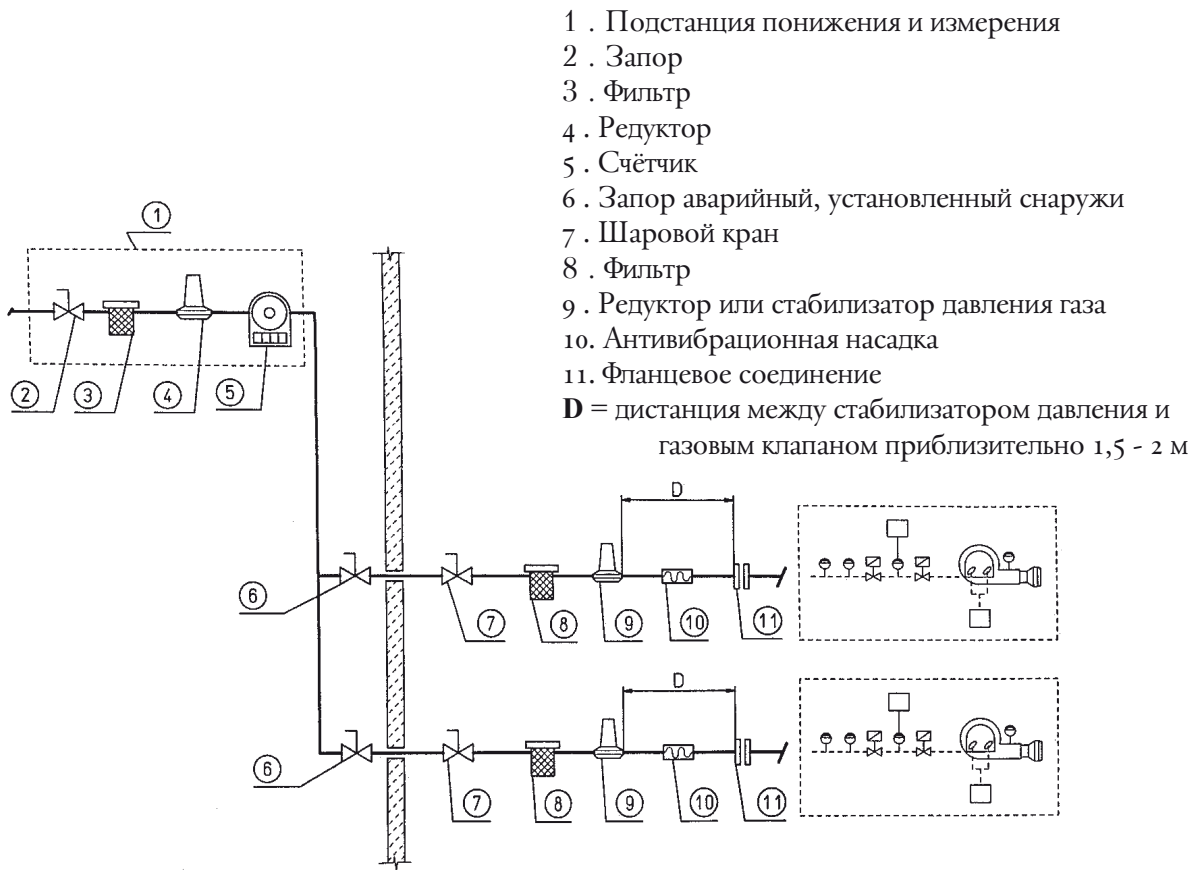 1 . Подстанция понижения и измерения
2 . Запор
3 . Фильтр
4 . Редуктор
5 . Счётчик
6 . Запор аварийный, установленный снаружи
7 . Шаровой кран
8 . Фильтр
9 . Редуктор или стабилизатор давления газа
10. Антивибрационная насадка
11. Фланцевое соединение
D = дистанция между стабилизатором давления и
газовым клапаном приблизительно 1,5 - 2 м
1
2 3 4 5
D
6 7 8 9 10 11
D
6 7 8 9 10 11